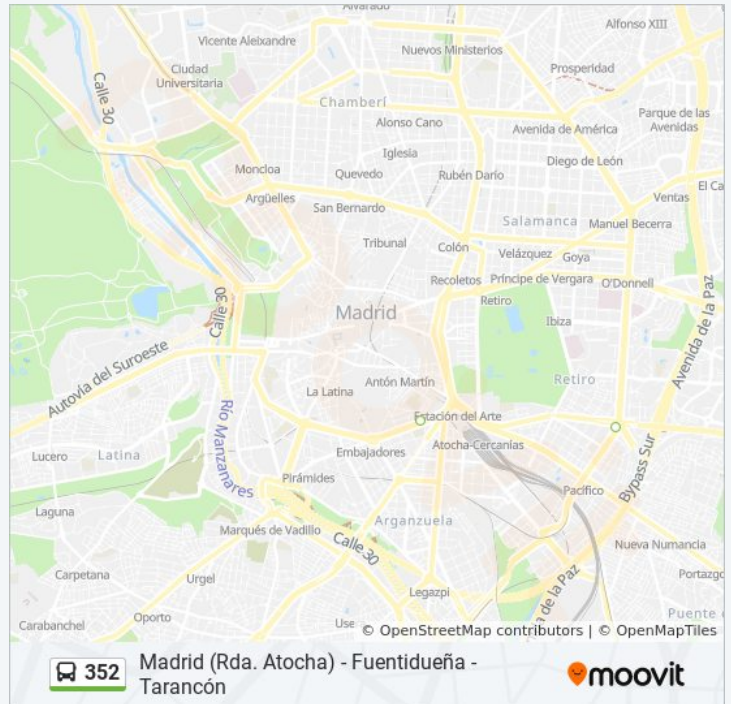 Alvarado
Alfonso XIII
Vicente Aleixandre
Nuevos Ministerios
Ciudad
Universitaria
Prosperidad
Calle 30
Chamberí
Parque de las
Avenidas
Alonso Cano
Avenida de América
Iglesia
Diego de León
Moncloa
Quevedo
Rubén Darío
Argüelles
Ventas
El Ca
San Bernardo
Salamanca
Manuel Becerra
Tribunal
Colón
Velázquez
Goya
Recoletos
Príncipe de Vergara
O'Donnell
Calle 30
Madrid
Retiro
Ibiza
Avenida de la Paz
Autovía del Suroeste
La Latina
Antón Martín
Retiro
Estación del Arte
Río Manzanares
Lucero
Latina
Embajadores
Atocha-Cercanías
Bypass Sur
Pirámides
Pacífico
Laguna
Marqués de Vadillo
Arganzuela
Calle 30
Nueva Numancia
Carpetana
Urgel
Legazpi
a de la Paz
Portazgo
Carabanchel
Oporto
Use
Puente
© OpenStreetMap contributors | © OpenMapTiles
352
Madrid (Rda. Atocha) - Fuentidueña -
Tarancón
moovit